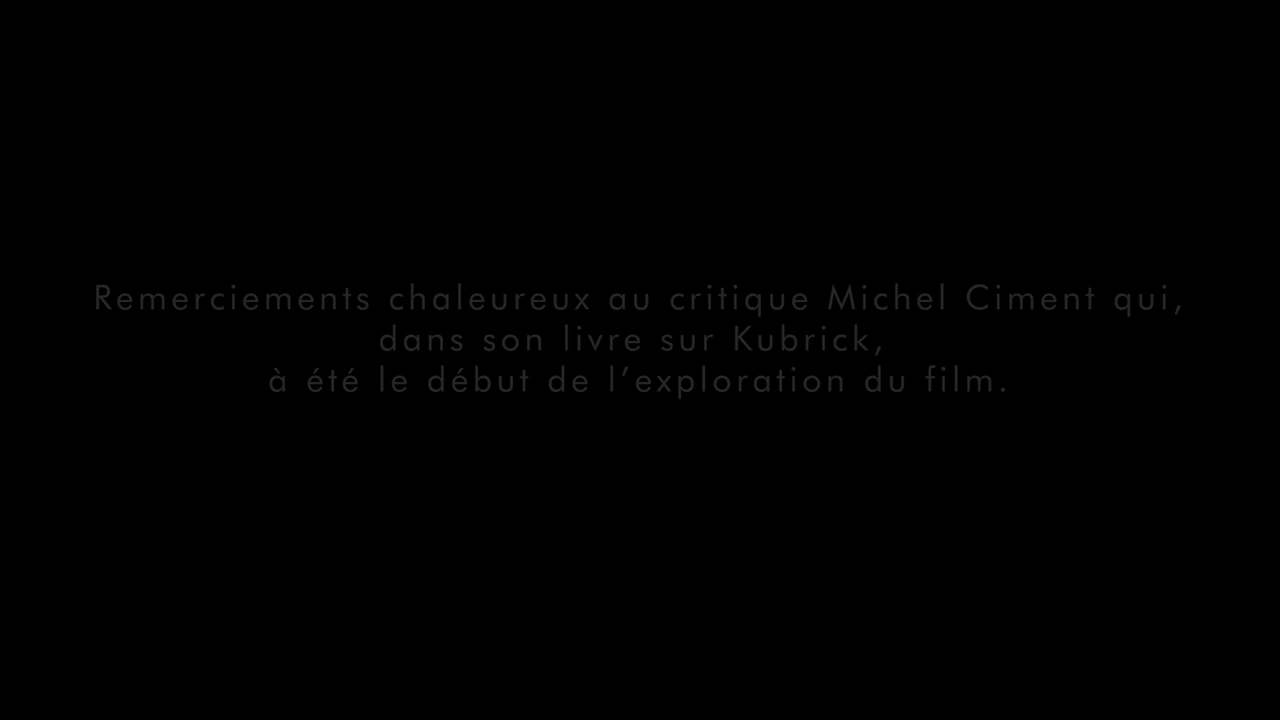 Remerciements chaleureux au critique Michel Ciment qui,
dans son livre sur Kubrick,
à été le début de l’exploration du film.